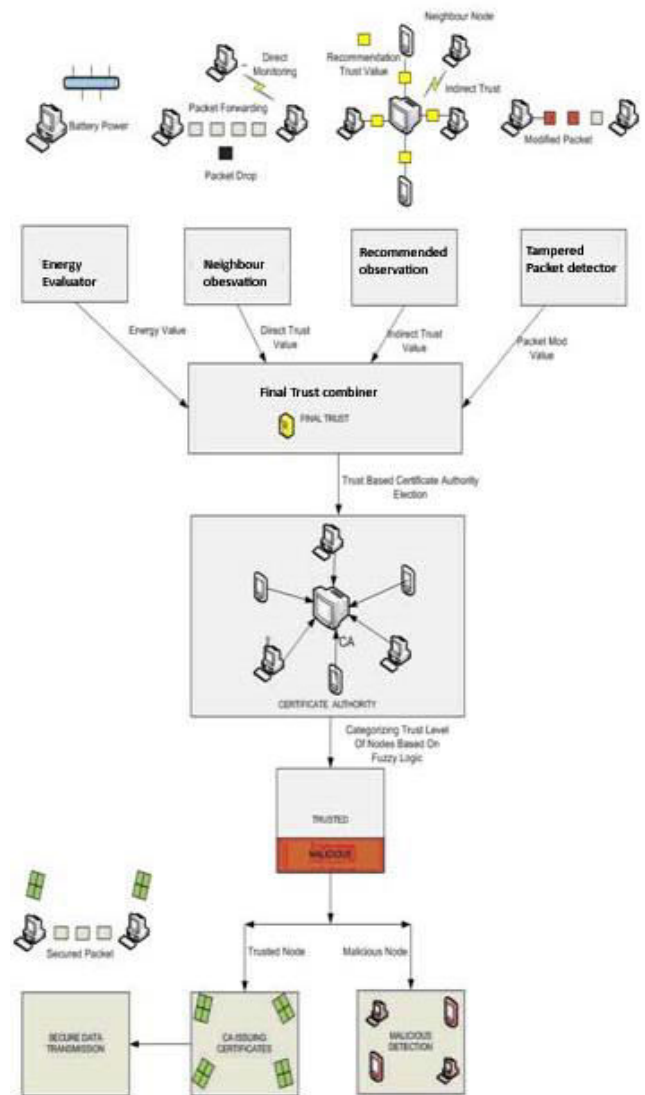 Neighbour Node
Direct
Monitoring
Recommendation
Trust Value
Indirect Trust
Packet Forwarding
Battery Power
Modified Packet
Packet Drop
Energy
Evaluator
Neighbour
obesvation
Recommended
observation
Tampered
Packet detector
Energy Value
Direct Trust
Value
Indirect Trust
Value
Packet Mod
Value
Final Trust combiner
FINAL TRUST
Trust Based Certificate Authority
Election
CA
CERTIFICATE AUTHORITY
Categorizing Trust Level
Of Nodes Based On
Fuzzy Logic
TRUSTED
MALICIOUS
Secured Packet
Trusted Node
Malicious Node
SECURE DATA
TRANSMISSION
CA ISSUING
CERTIFICATES
MALICIOUS
DETECTION